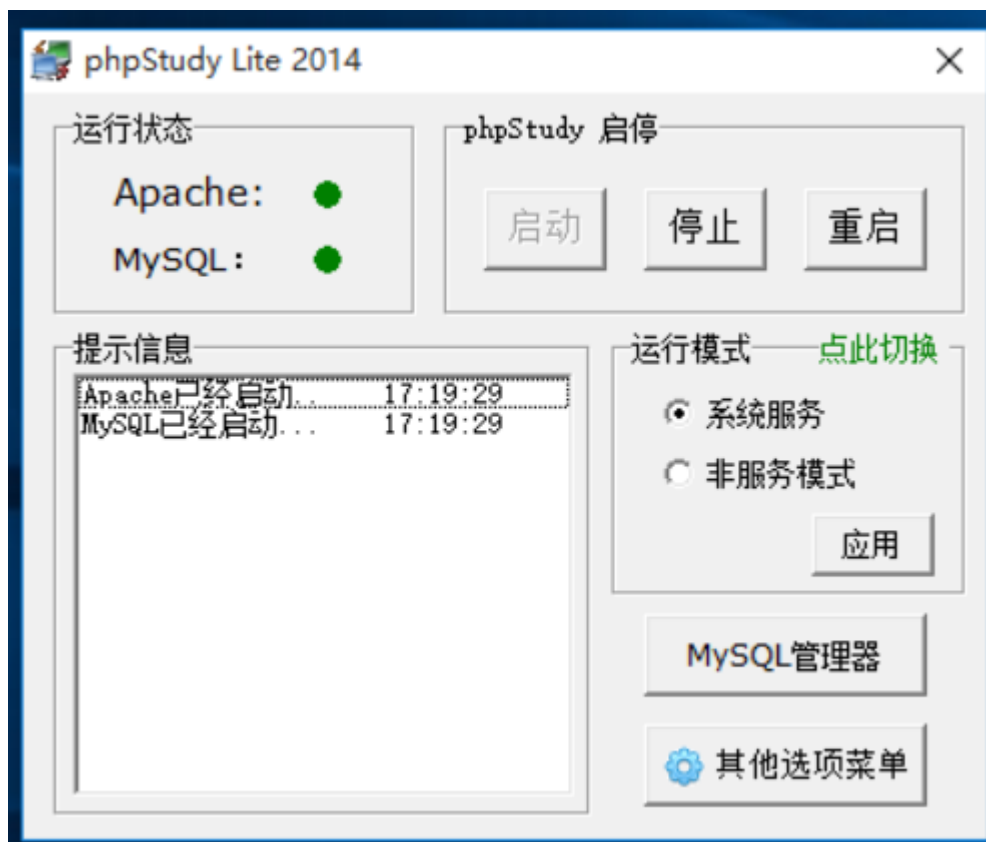 phpStudy Lite 2014
运行状态
Apache:
MySQL:
phpStudy 启停
启动
停止
重启
提示信息
Apache已经启动.. 17:19:29
MySQL已经启动... 17:19:29
运行模式 点此切换
系统服务
非服务模式
应用
MySQL管理器
其他选项菜单